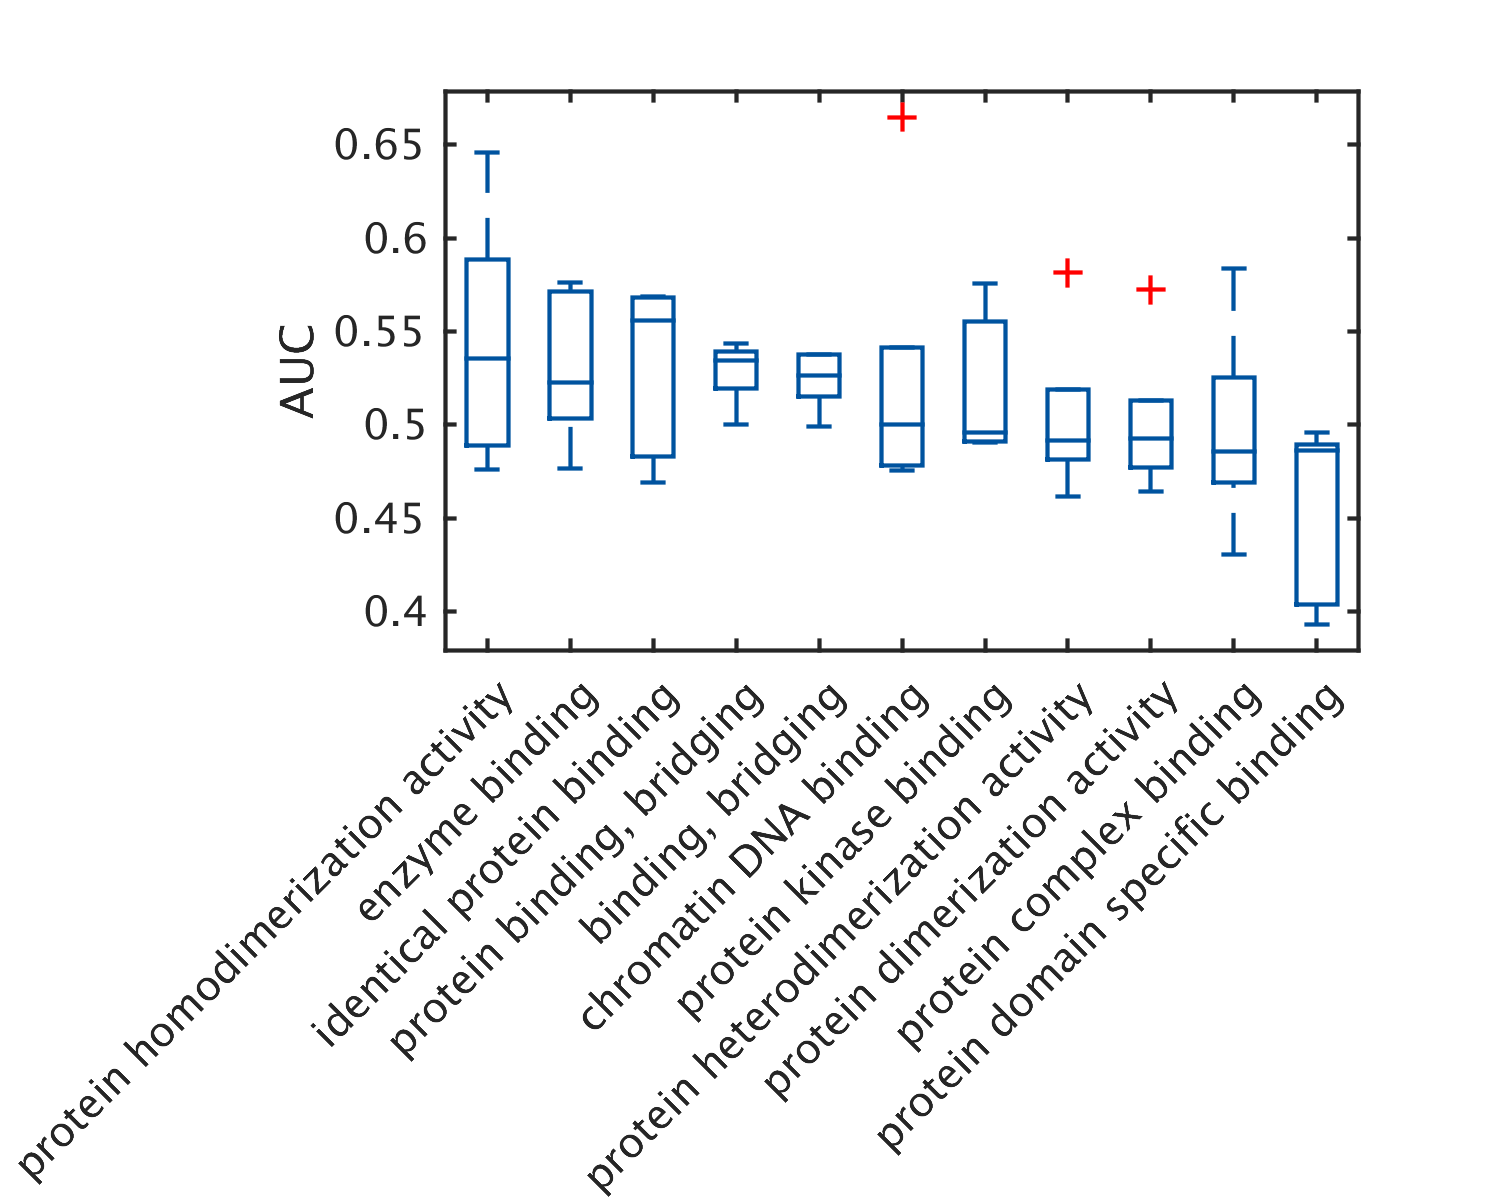 AUC
0.65
0.6
0.55
0.5
0.45
0.4
protein homodimerization activity
enzyme binding
identical protein binding
protein binding, bridging
binding, bridging
chromatin DNA binding
protein kinase binding
protein heterodimerization activity
protein dimerization activity
protein complex binding
protein domain specific binding